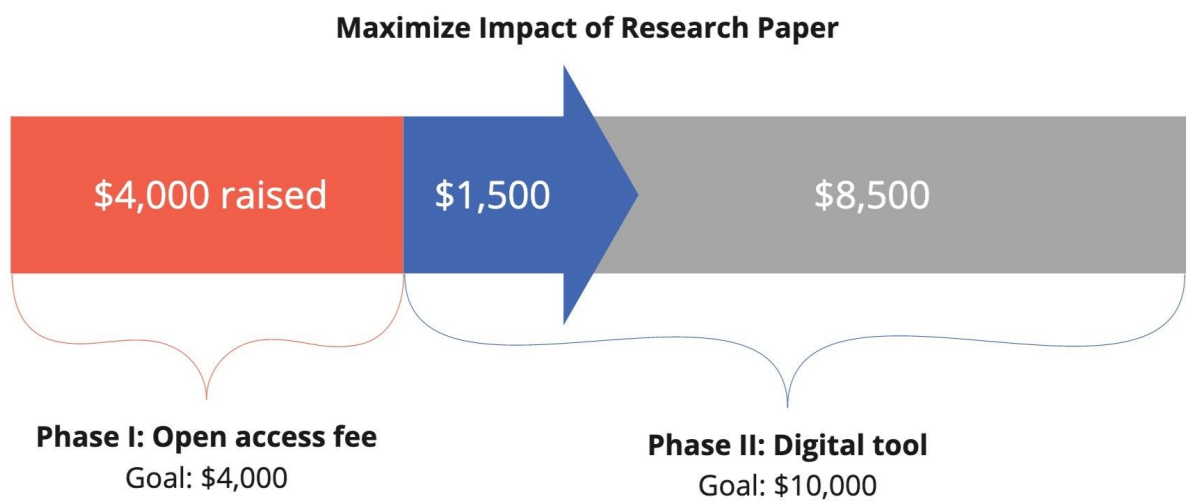 Maximize Impact of Research Paper
$4,000 raised
$1,500
$8,500
Phase I: Open access fee
Goal: $4,000
Phase II: Digital tool
Goal: $10,000